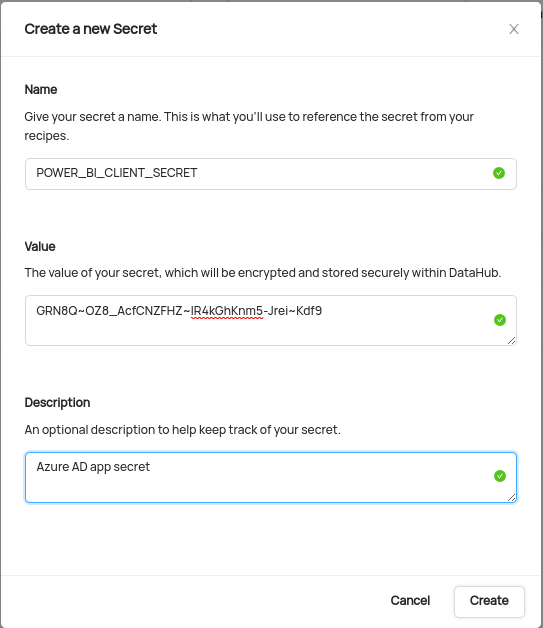 Create a new Secret
Name
Give your secret a name. This is what you'll use to reference the secret from your
recipes.
POWER_BI_CLIENT_SECRET
Value
The value of your secret, which will be encrypted and stored securely within DataHub.
GRN8Q~OZ8_AcfCNZFHZ~lR4kGhKnm5-Jrei~Kdf9
Description
An optional description to help keep track of your secret.
Azure AD app secret
Cancel
Create